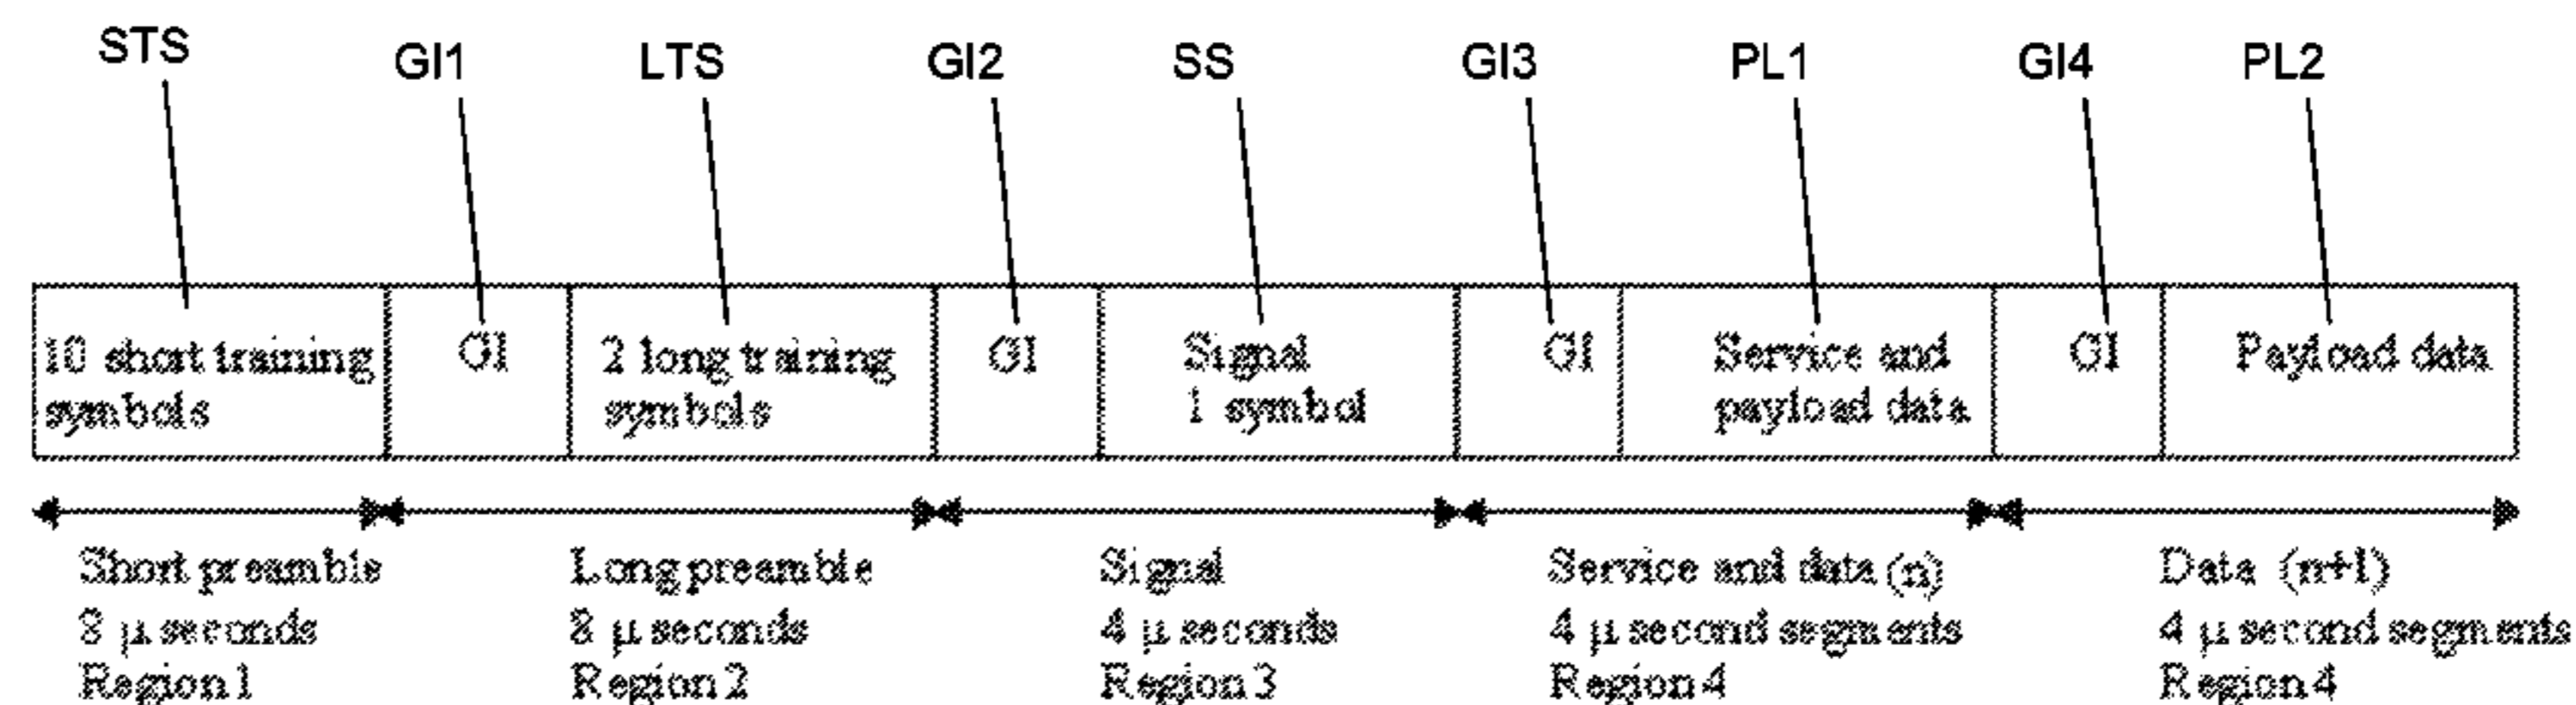 STS GI1 LTS GI2 SS GI3 PL1 GI4 PL2
10 short training
symbols
GI
2 long training
symbols
GI
Signal
1 symbol
GI
Service and
payload data
GI
Payload data
Short preamble
8 μ seconds
Region 1
Long preamble
8 μ seconds
Region 2
Signal
4 μ seconds
Region 3
Service and data (n)
4 μ second segments
Region 4
Data (n+1)
4 μ second segments
Region 4